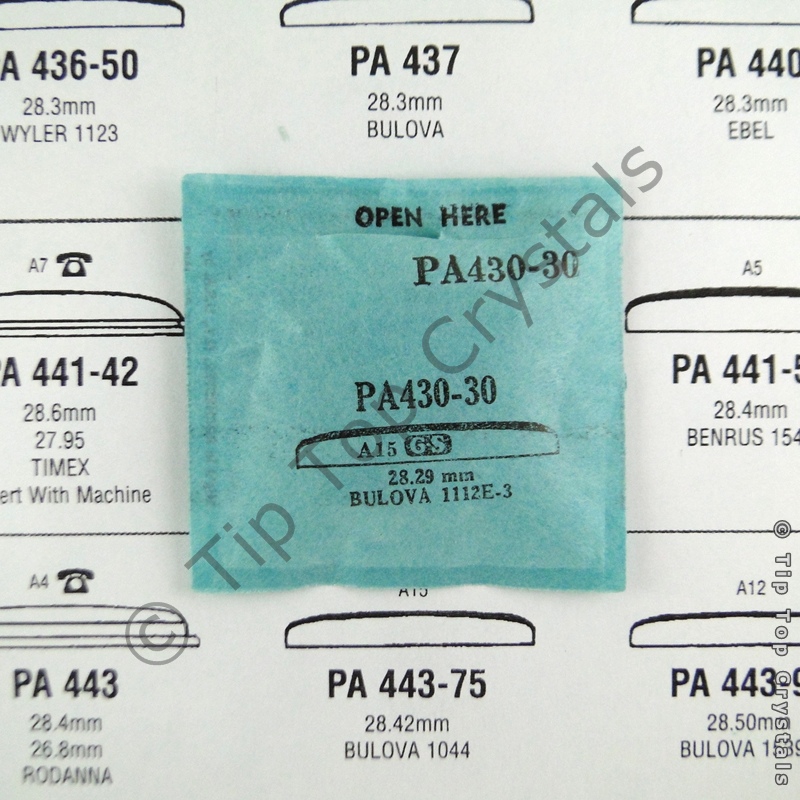 PA 436-50
28.3mm
WYLER 1123
PA 437
28.3mm
BULOVA
PA 440
28.3mm
EBEL
OPEN HERE
PA430-30
PA430-30
A15 GS
28.29 mm
BULOVA 1112E-3
A7
PA 441-42
28.6mm
27.95
TIMEX
ert With Machine
A5
PA 441-5
28.4mm
BENRUS 154
A4
PA 443
28.4mm
26.8mm
RODANNA
A15
PA 443-75
28.42mm
BULOVA 1044
A12
PA 443-9
28.50mm
BULOVA
© Tip Top Crystals
© Tip Top Crystals